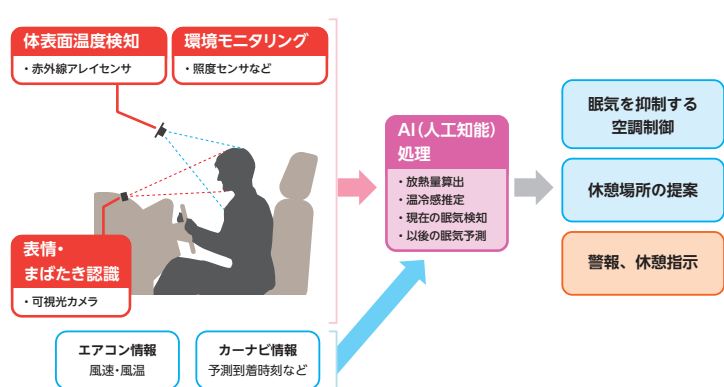 体表面温度検知
・赤外線アレイセンサ
環境モニタリング
・照度センサなど
表情・
まばたき認識
・可視光カメラ
エアコン情報
風速・風温
カーナビ情報
予測到着時刻など
AI（人工知能）
処理
・放熱量算出
・温冷感推定
・現在の眠気検知
・以後の眠気予測
眠気を抑制する
空調制御
休憩場所の提案
警報、休憩指示